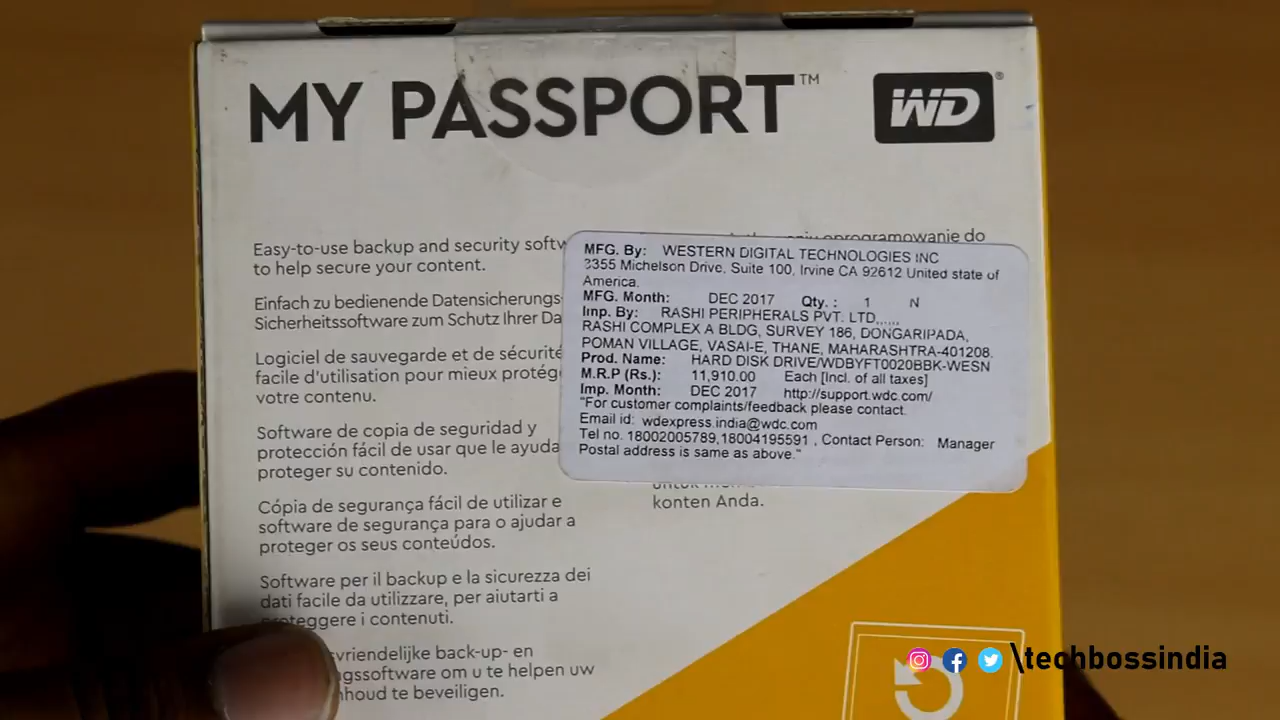 MY PASSPORT™
WD®
Easy-to-use backup and security softw
to help secure your content.
Einfach zu bedienende Datensicherungs-
Sicherheitssoftware zum Schutz Ihrer Da
Logiciel de sauvegarde et de sécurité
facile d'utilisation pour mieux protég
votre contenu.
Software de copia de seguridad y
protección fácil de usar que le ayuda
proteger su contenido.
Cópia de segurança fácil de utilizar e
software de segurança para o ajudar a
proteger os seus conteúdos.
Software per il backup e la sicurezza dei
dati facile da utilizzare, per aiutarti a
proteggere i contenuti.
svriendelijke back-up- en
gssoftware om u te helpen uw
nhoud te beveiligen.
oprogramowanie do
MFG. By: WESTERN DIGITAL TECHNOLOGIES INC
3355 Michelson Drive, Suite 100, Irvine CA 92612 United state of
America.
MFG. Month: DEC 2017 Qty.: 1 N
Imp. By: RASHI PERIPHERALS PVT. LTD,,,,,,
RASHI COMPLEX A BLDG, SURVEY 186, DONGARIPADA,
POMAN VILLAGE, VASAI-E, THANE, MAHARASHTRA-401208.
Prod. Name: HARD DISK DRIVE/WDBYFT0020BBK-WESN
M.R.P (Rs.): 11,910.00 Each [Incl. of all taxes]
Imp. Month: DEC 2017 http://support.wdc.com/
"For customer complaints/feedback please contact.
Email id: wdexpress.india@wdc.com
Tel no. 18002005789,18004195591 , Contact Person: Manager
Postal address is same as above."
konten Anda.
\techbossindia